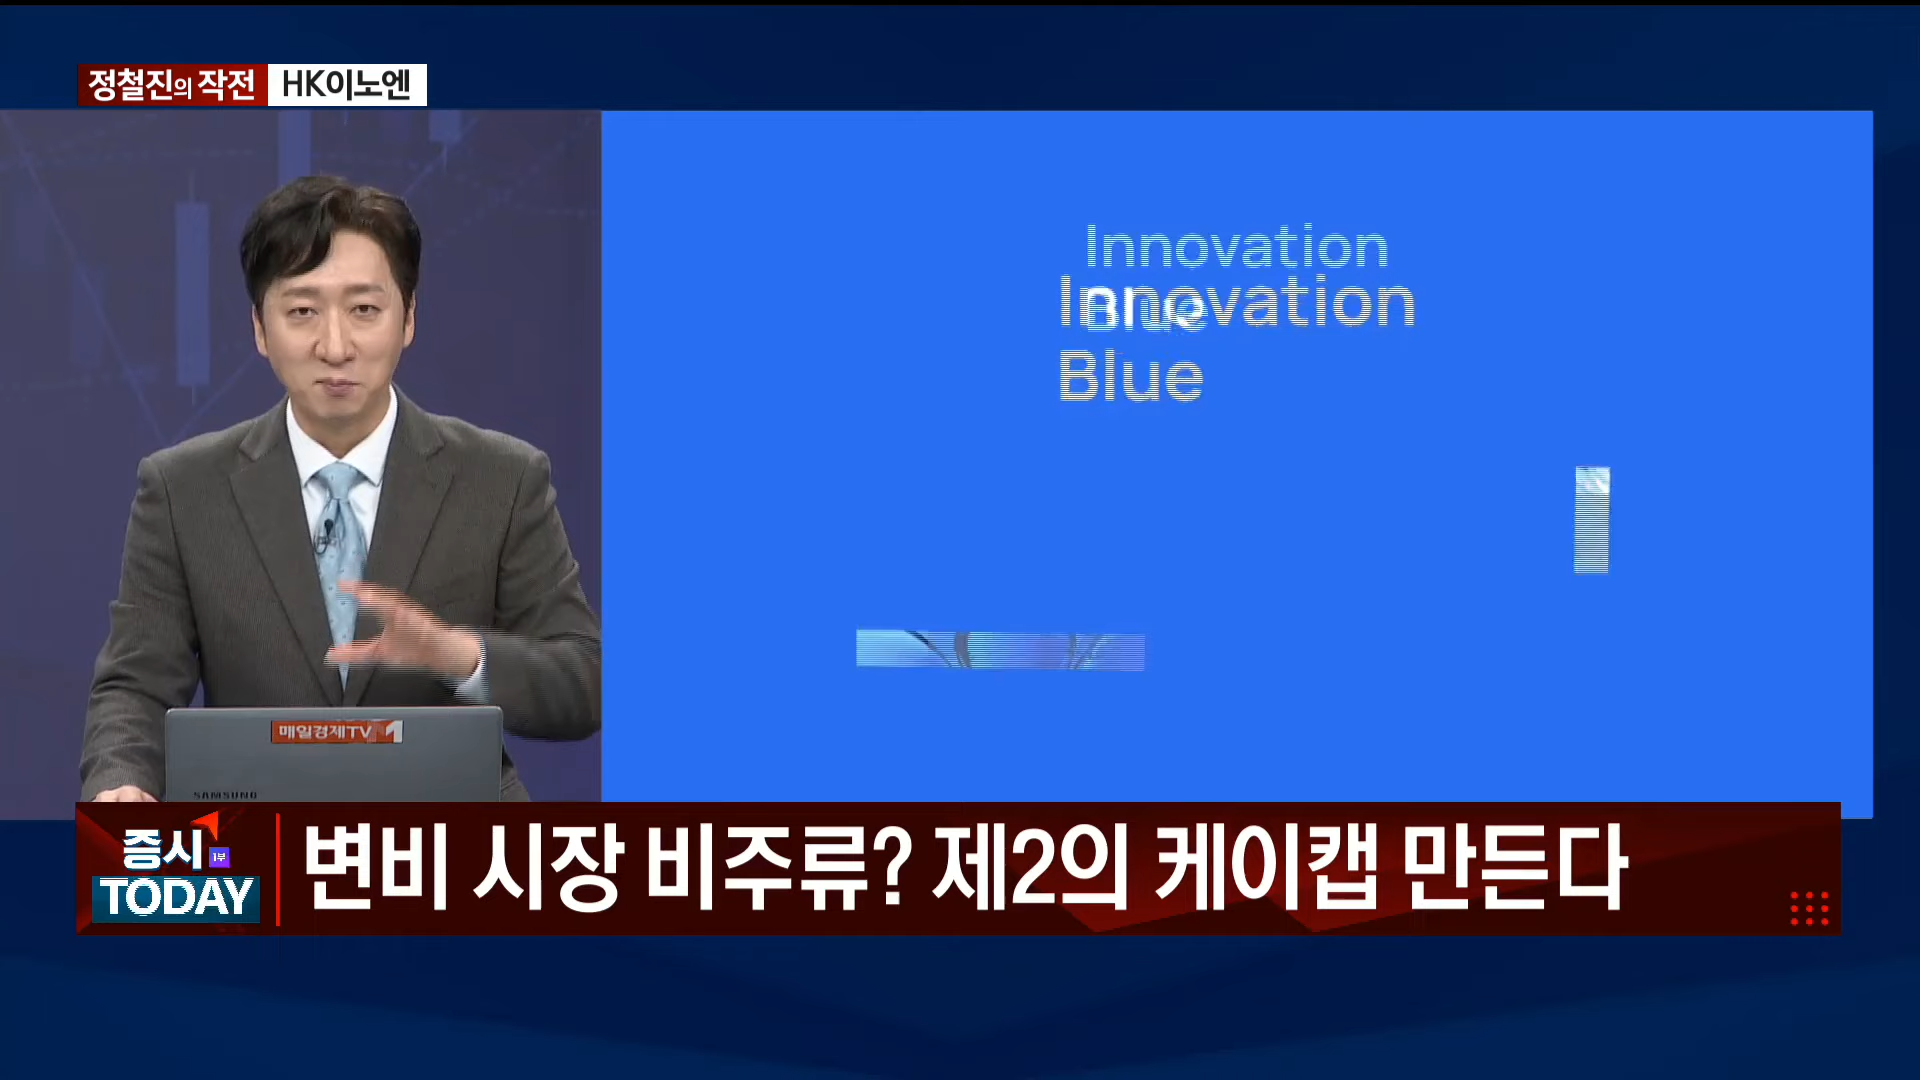 정철진의 작전 HK이노엔
Innovation
Blue
Innovation
Blue
매일경제TV
SAMSUNG
증시 1부
TODAY
변비 시장 비주류? 제2의 케이캡 만든다